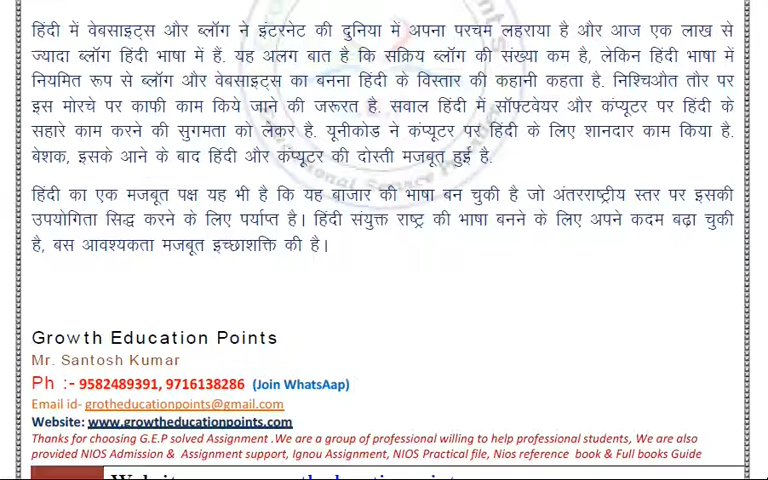 हिंदी में वेबसाइट्स और ब्लॉग ने इंटरनेट की दुनिया में अपना परचम लहराया है और आज एक लाख से
ज्यादा ब्लॉग हिंदी भाषा में हैं. यह अलग बात है कि सक्रिय ब्लॉग की संख्या कम है, लेकिन हिंदी भाषा में
नियमित रूप से ब्लॉग और वेबसाइट्स का बनना हिंदी के विस्तार की कहानी कहता है. निश्चिओत तौर पर
इस मोरचे पर काफी काम किये जाने की जरूरत है. सवाल हिंदी में सॉफ्टवेयर और कंप्यूटर पर हिंदी के
सहारे काम करने की सुगमता को लेकर है. यूनीकोड ने कंप्यूटर पर हिंदी के लिए शानदार काम किया है.
बेशक, इसके आने के बाद हिंदी और कंप्यूटर की दोस्ती मजबूत हुई है.
हिंदी का एक मजबूत पक्ष यह भी है कि यह बाजार की भाषा बन चुकी है जो अंतरराष्ट्रीय स्तर पर इसकी
उपयोगिता सिद्ध करने के लिए पर्याप्त है। हिंदी संयुक्त राष्ट्र की भाषा बनने के लिए अपने कदम बढ़ा चुकी
है, बस आवश्यकता मजबूत इच्छाशक्ति की है।
Growth Education Points
Mr. Santosh Kumar
Ph :- 9582489391, 9716138286 (Join WhatsAap)
Email id- grotheducationpoints@gmail.com
Website: www.growtheducationpoints.com
Thanks for choosing G.E.P solved Assignment .We are a group of professional willing to help professional students, We are also
provided NIOS Admission & Assignment support, Ignou Assignment, NIOS Practical file, Nios reference book & Full books Guide